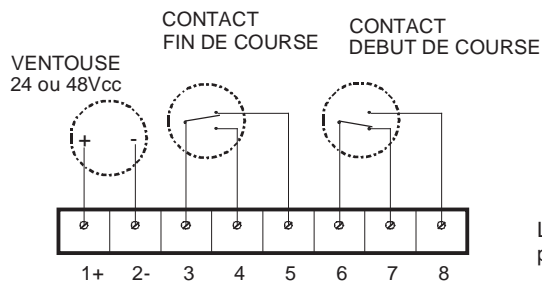 CONTACT
FIN DE COURSE
CONTACT
DEBUT DE COURSE
VENTOUSE
24 ou 48Vcc
+ -
1+ 2- 3 4 5 6 7 8